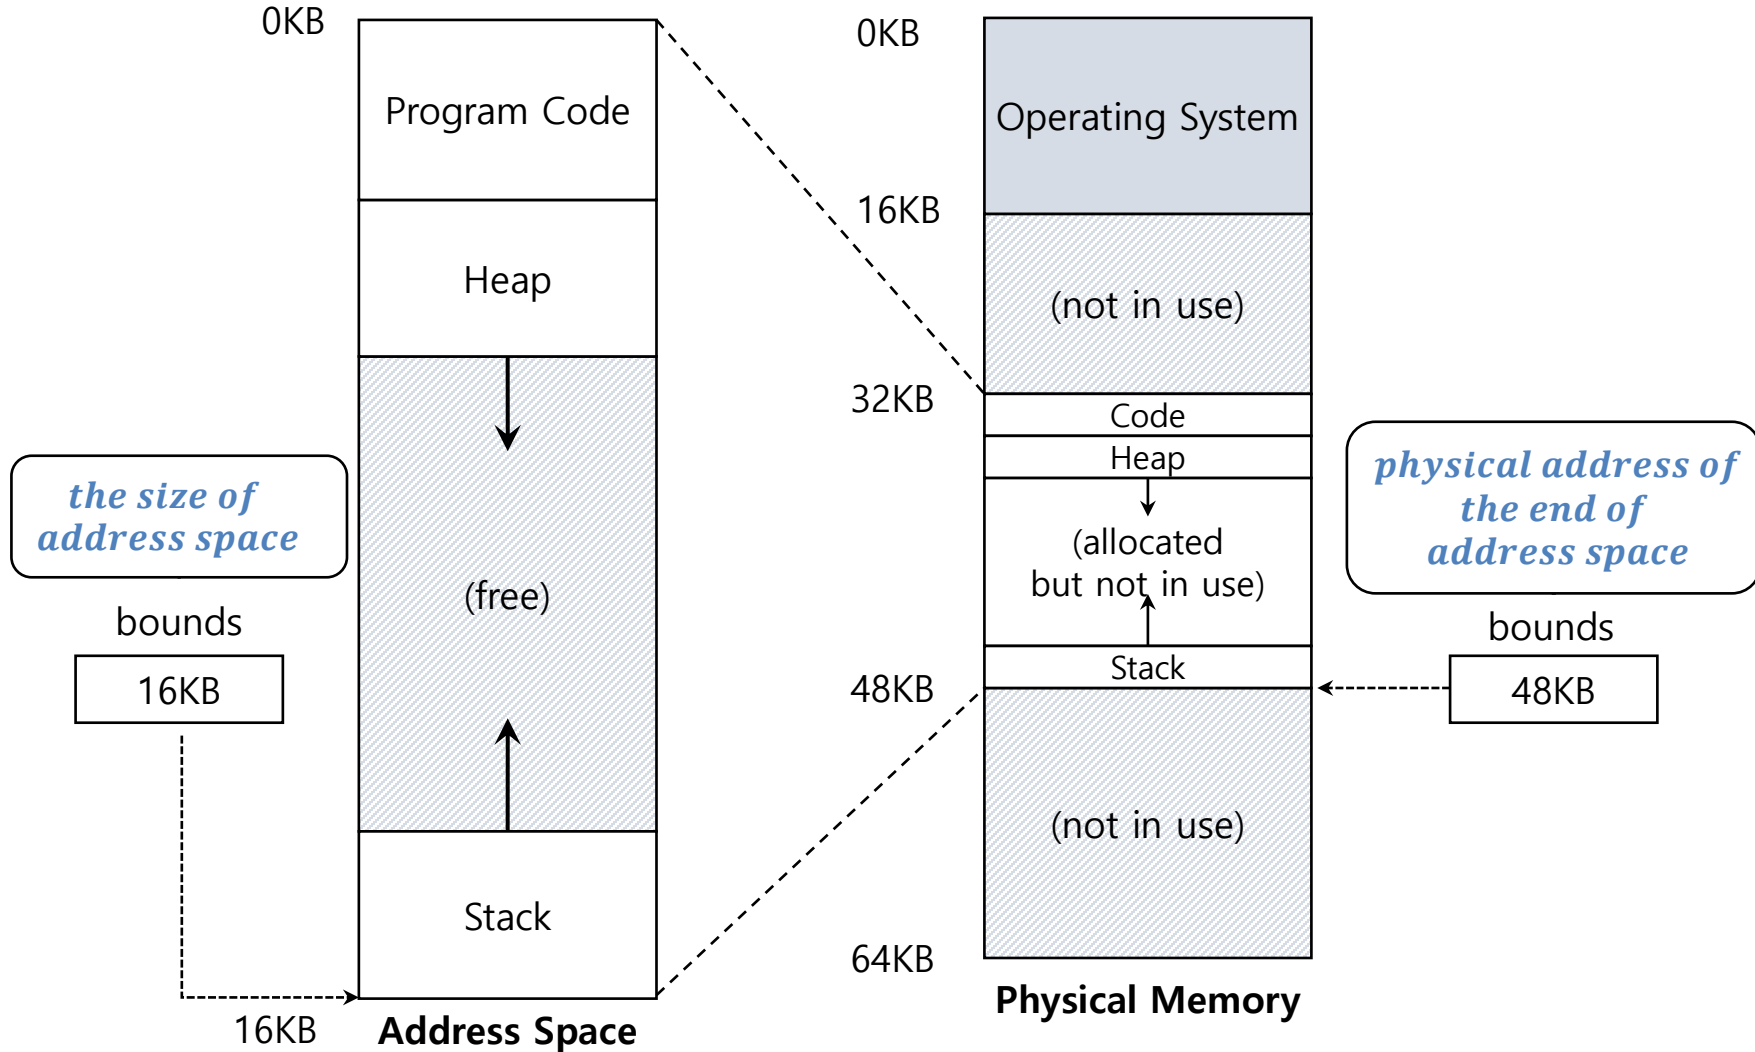 0KB
Program Code
Heap
(free)
Stack
16KB
Address Space
the size of
address space
bounds
16KB
0KB
Operating System
16KB
(not in use)
32KB
Code
Heap
(allocated
but not in use)
Stack
48KB
(not in use)
64KB
Physical Memory
physical address of
the end of
address space
bounds
48KB